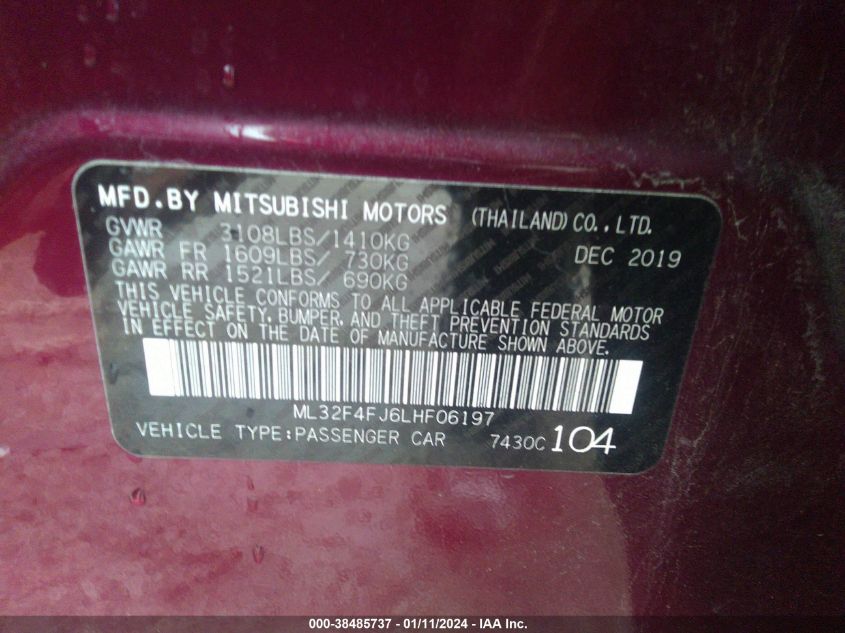 MFD.BY MITSUBISHI MOTORS (THAILAND) CO.,LTD.
GVWR 3108LBS/1410KG DEC 2019
GAWR FR 1609LBS/ 730KG
GAWR RR 1521LBS/ 690KG
THIS VEHICLE CONFORMS TO ALL APPLICABLE FEDERAL MOTOR
VEHICLE SAFETY, BUMPER, AND THEFT PREVENTION STANDARDS
IN EFFECT ON THE DATE OF MANUFACTURE SHOWN ABOVE.
ML32F4FJ6LHF06197
VEHICLE TYPE:PASSENGER CAR 7430C 104
000-38485737 - 01/11/2024 - IAA Inc.